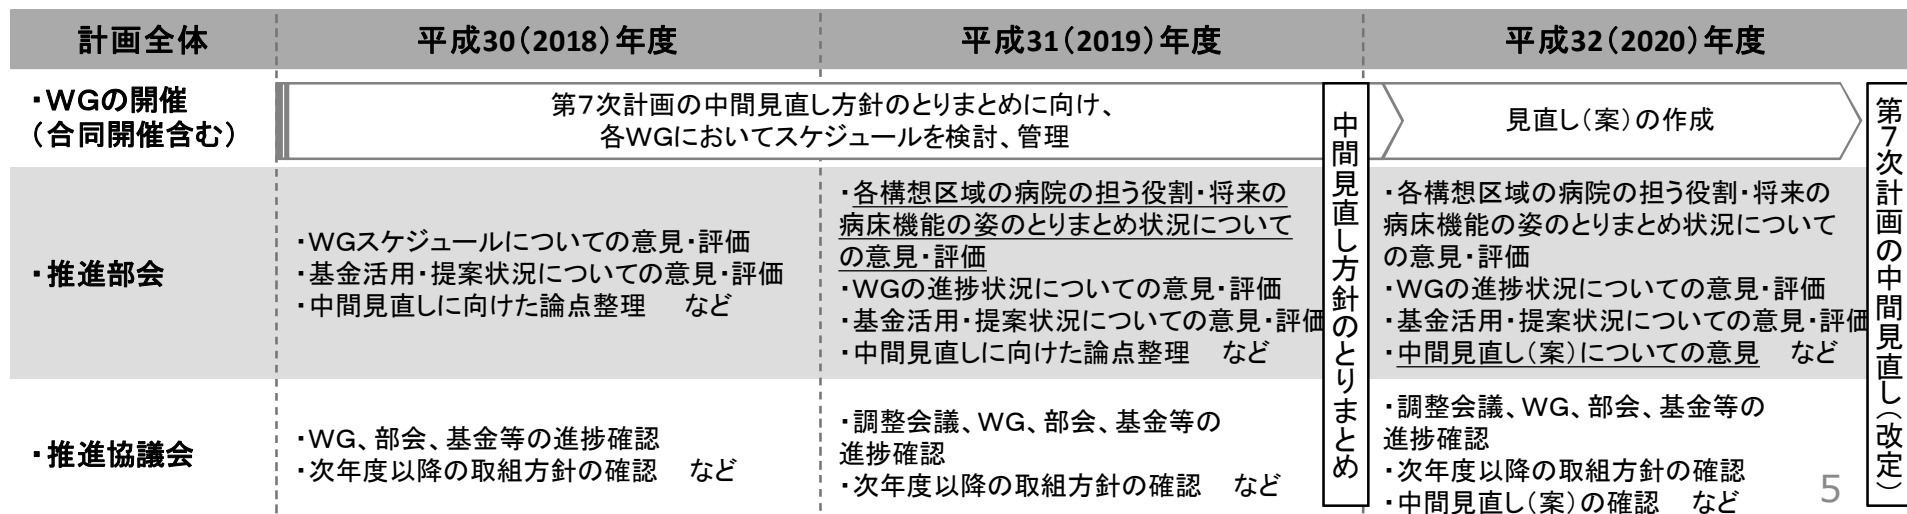 計画全体
平成30(2018)年度
平成31(2019)年度
平成32(2020)年度
・WGの開催
(合同開催含む)
第7次計画の中間見直し方針のとりまとめに向け、
各WGにおいてスケジュールを検討、管理
中間見直し方針のとりまとめ
見直し(案)の作成
第7次計画の中間見直し(改定)
・推進部会
・WGスケジュールについての意見・評価
・基金活用・提案状況についての意見・評価
・中間見直しに向けた論点整理 など
・各構想区域の病院の担う役割・将来の
病床機能の姿のとりまとめ状況について
の意見・評価
・WGの進捗状況についての意見・評価
・基金活用・提案状況についての意見・評価
・中間見直しに向けた論点整理 など
・各構想区域の病院の担う役割・将来の
病床機能の姿のとりまとめ状況について
の意見・評価
・WGの進捗状況についての意見・評価
・基金活用・提案状況についての意見・評価
・中間見直し(案)についての意見 など
・推進協議会
・WG、部会、基金等の進捗確認
・次年度以降の取組方針の確認 など
・調整会議、WG、部会、基金等の
進捗確認
・次年度以降の取組方針の確認 など
・調整会議、WG、部会、基金等の
進捗確認
・次年度以降の取組方針の確認
・中間見直し(案)の確認 など
5